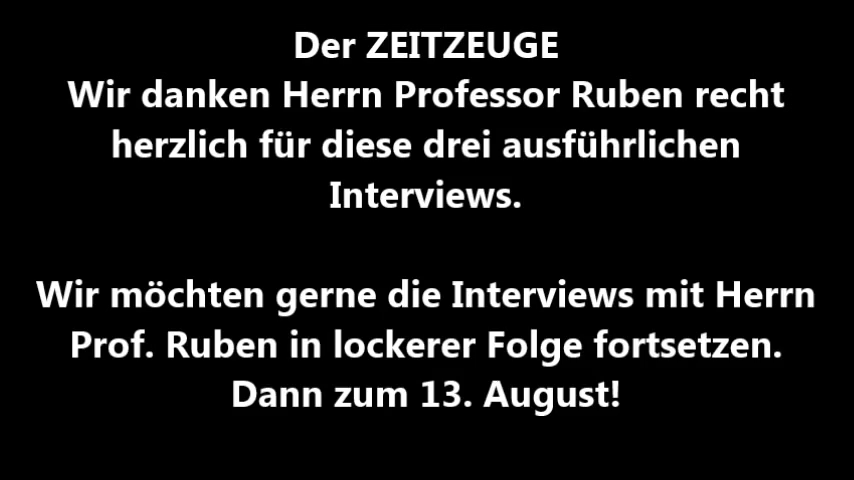 Der ZEITZEUGE
Wir danken Herrn Professor Ruben recht
herzlich für diese drei ausführlichen
Interviews.
Wir möchten gerne die Interviews mit Herrn
Prof. Ruben in lockerer Folge fortsetzen.
Dann zum 13. August!